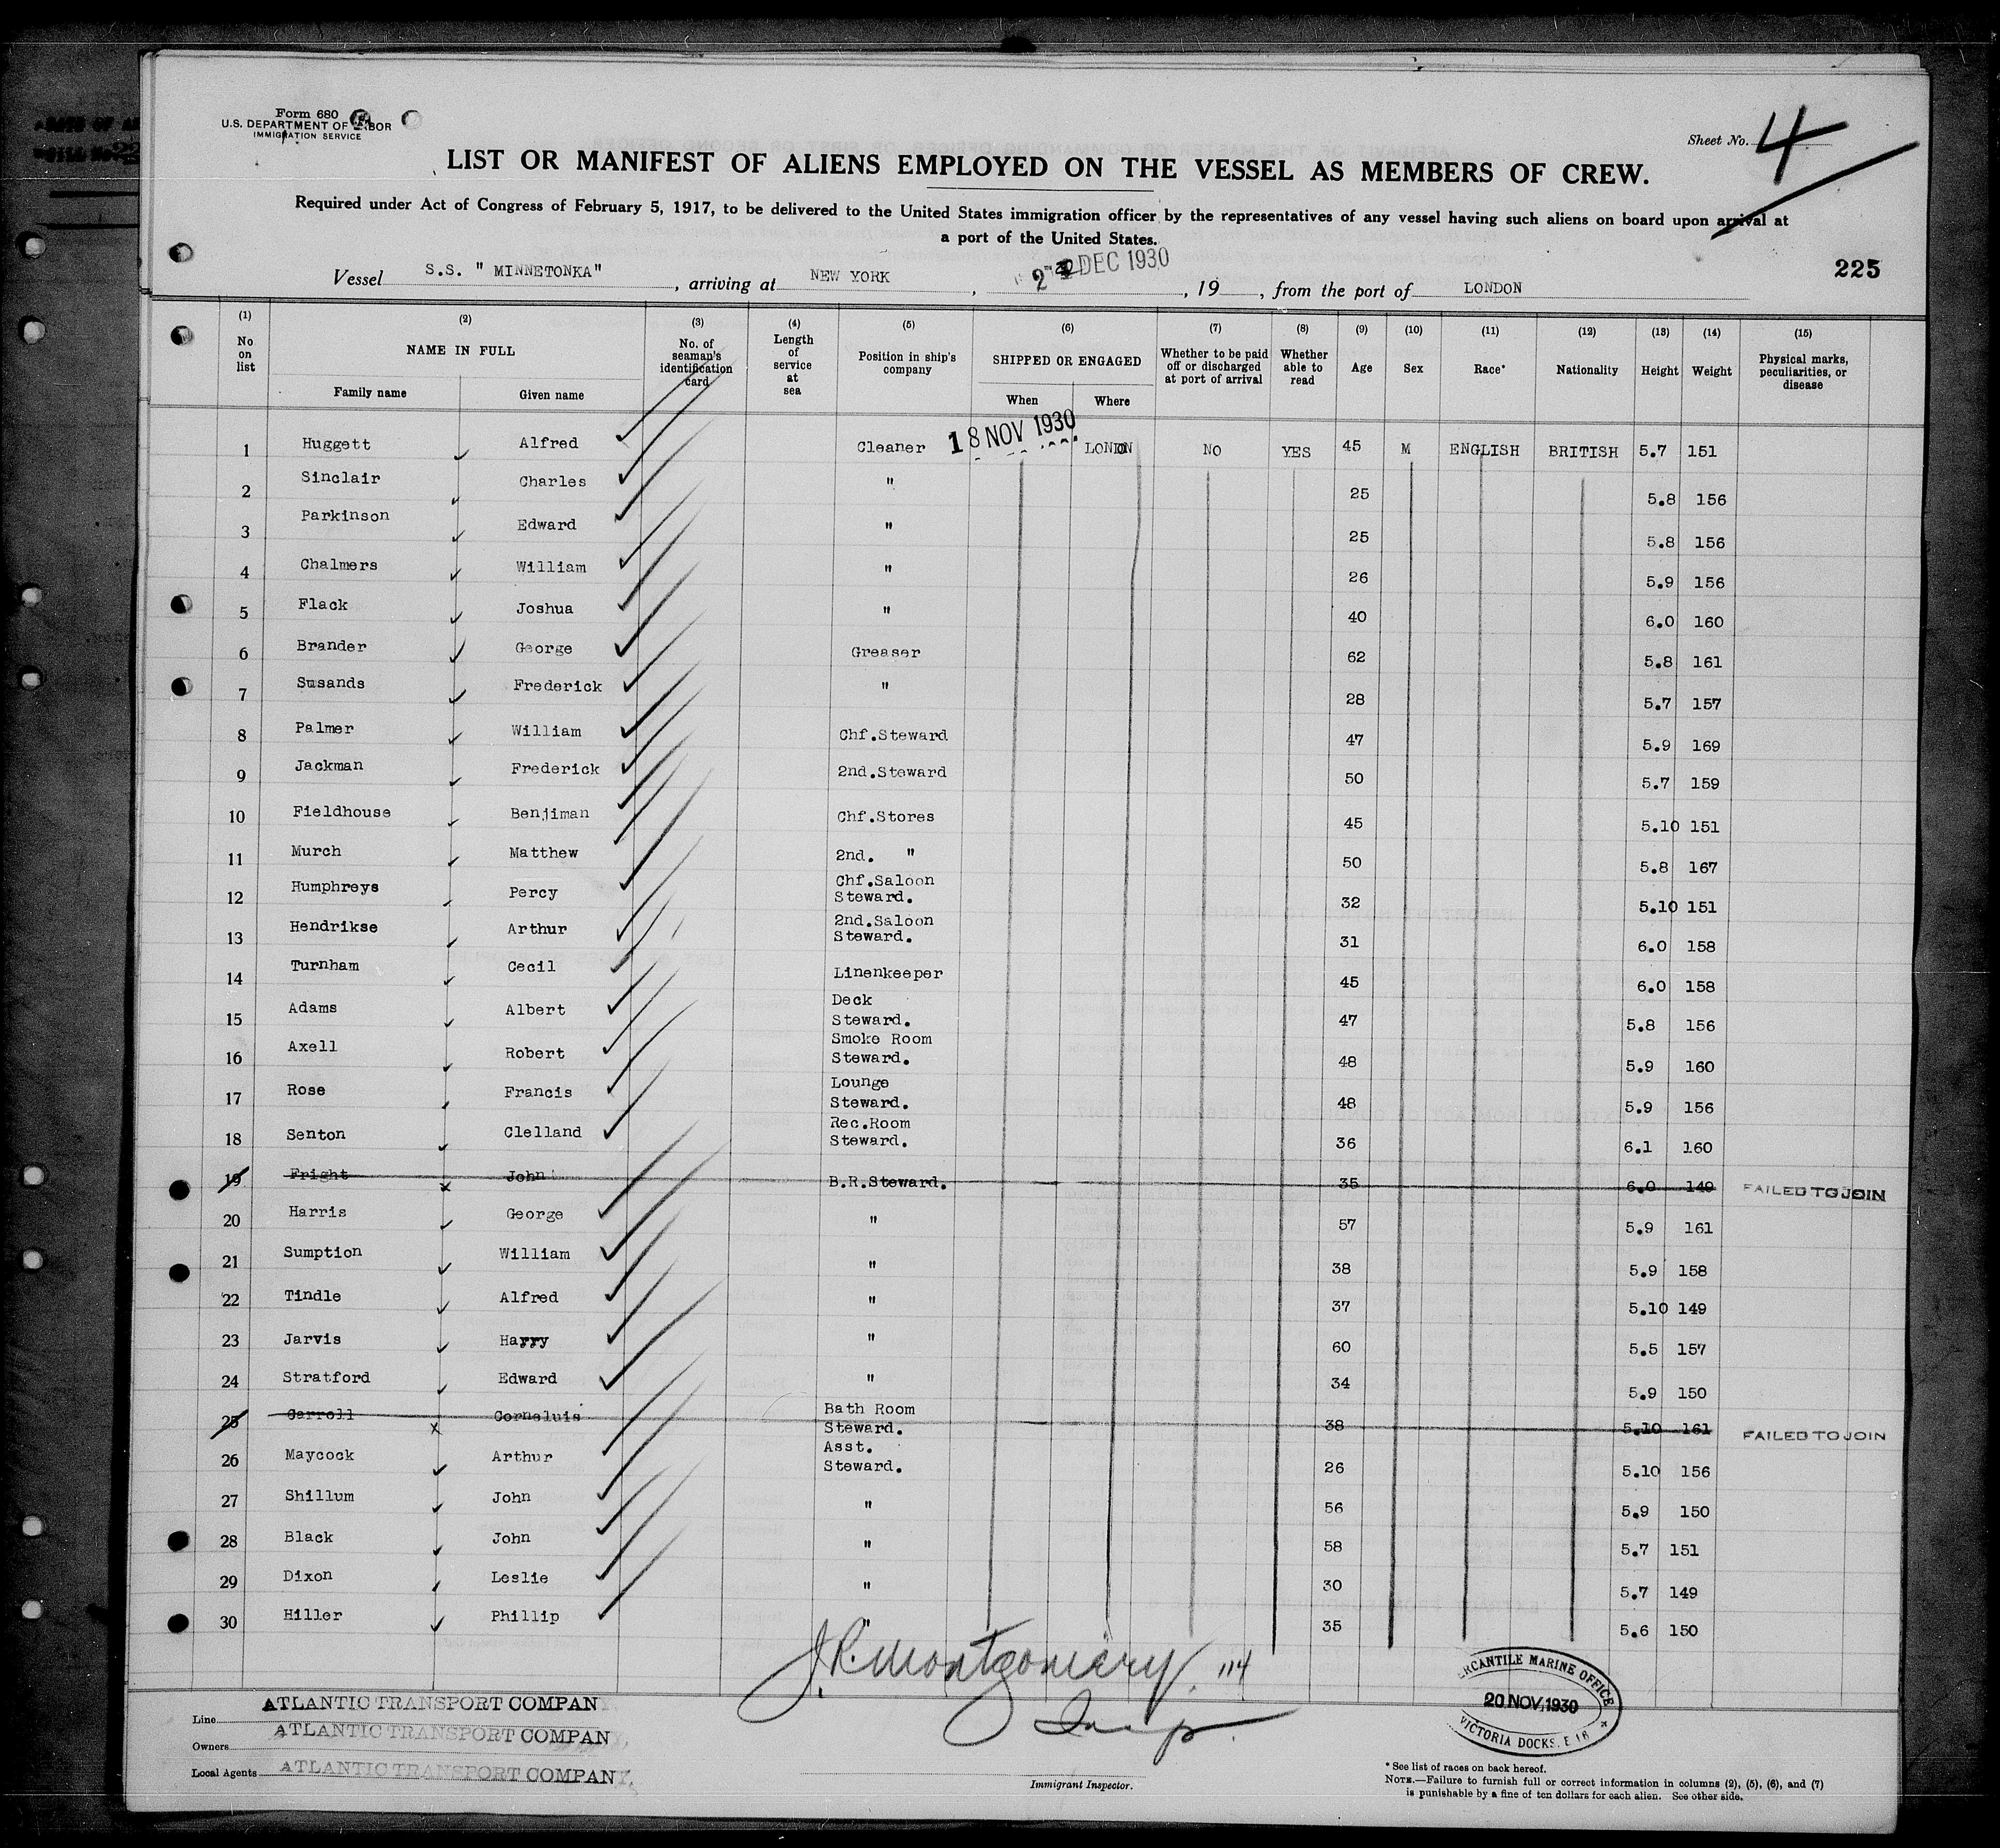 Form 680
U.S. DEPARTMENT OF LABOR
IMMIGRATION SERVICE
Sheet No. 4
LIST OR MANIFEST OF ALIENS EMPLOYED ON THE VESSEL AS MEMBERS OF CREW.
Required under Act of Congress of February 5, 1917, to be delivered to the United States immigration officer by the representatives of any vessel having such aliens on board upon arrival at
a port of the United States.
225
Vessel S.S. " MINNETONKA" , arriving at NEW YORK , 2 DEC 1930 , 19 , from the port of LONDON
(1) (2) (3) (4) (5) (6) (7) (8) (9) (10) (11) (12) (13) (14) (15)
No on list NAME IN FULL No. of seaman's identification card Length of service at sea Position in ship's company SHIPPED OR ENGAGED Whether to be paid off or discharged at port of arrival Whether able to read Age Sex Race* Nationality Height Weight Physical marks, peculiarities, or disease
Family name Given name When Where
1 Huggett Alfred Cleaner 18 NOV 1930 LONDON NO YES 45 M ENGLISH BRITISH 5.7 151
2 Sinclair Charles " 25 5.8 156
3 Parkinson Edward " 25 5.8 156
4 Chalmers William " 26 5.9 156
5 Flack Joshua " 40 6.0 160
6 Brander George Greaser 62 5.8 161
7 Susands Frederick " 28 5.7 157
8 Palmer William Chf.Steward 47 5.9 169
9 Jackman Frederick 2nd.Steward 50 5.7 159
10 Fieldhouse Benjiman Chf.Stores 45 5.10 151
11 Murch Matthew 2nd. " 50 5.8 167
12 Humphreys Percy Chf.Saloon Steward. 32 5.10 151
13 Hendrikse Arthur 2nd.Saloon Steward. 31 6.0 158
14 Turnham Cecil Linenkeeper 45 6.0 158
15 Adams Albert Deck Steward. 47 5.8 156
16 Axell Robert Smoke Room Steward. 48 5.9 160
17 Rose Francis Lounge Steward. 48 5.9 156
18 Senton Clelland Rec.Room Steward. 36 6.1 160
19 Fright John B.R.Steward. 35 6.0 149 FAILED TO JOIN
20 Harris George " 57 5.9 161
21 Sumption William " 38 5.9 158
22 Tindle Alfred " 37 5.10 149
23 Jarvis Harry " 60 5.5 157
24 Stratford Edward " 34 5.9 150
25 Carroll Corneluis Bath Room Steward. 38 5.10 161 FAILED TO JOIN
26 Maycock Arthur Asst. Steward. 26 5.10 156
27 Shillum John " 56 5.9 150
28 Black John " 58 5.7 151
29 Dixon Leslie " 30 5.7 149
30 Hiller Phillip " 35 5.6 150
J.R. Montgomery 114
Insp.
Line ATLANTIC TRANSPORT COMPANY
Owners ATLANTIC TRANSPORT COMPANY,
Local Agents ATLANTIC TRANSPORT COMPANY,
Immigrant Inspector.
MERCANTILE MARINE OFFICE
20 NOV 1930
VICTORIA DOCKS. E 16
* See list of races on back hereof.
NOTE.—Failure to furnish full or correct information in columns (2), (5), (6), and (7)
is punishable by a fine of ten dollars for each alien. See other side.